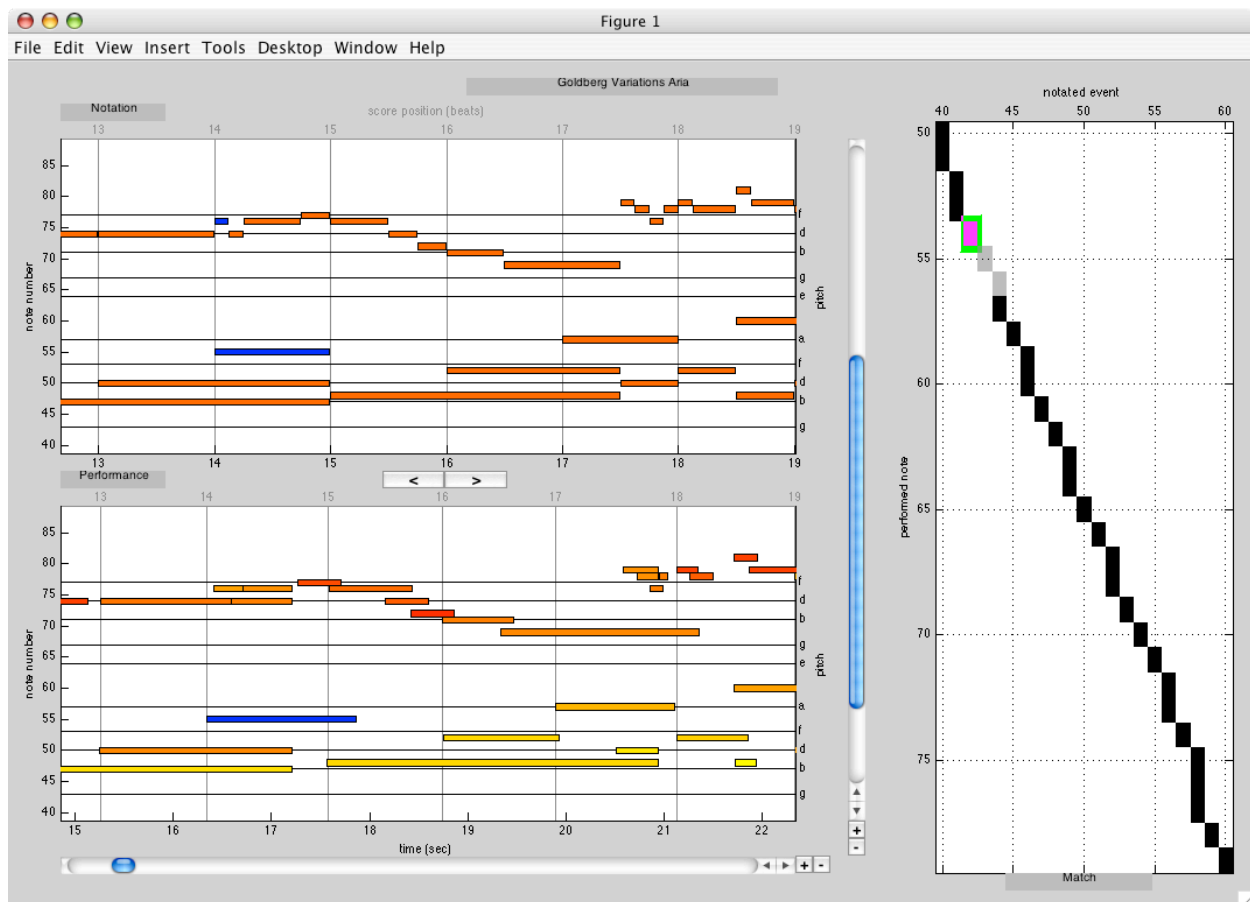 Figure 1
File Edit View Insert Tools Desktop Window Help
Goldberg Variations Aria
Notation
score position (beats)
13 14 15 16 17 18 19
85
80
75
70
65
60
55
50
45
40
note number
f
d
b
g
e
a
f
d
b
g
pitch
13 14 15 16 17 18 19
Performance
< >
13 14 15 16 17 18 19
85
80
75
70
65
60
55
50
45
40
note number
f
d
b
g
e
a
f
d
b
g
pitch
15 16 17 18 19 20 21 22
time (sec)
+ -
+
-
notated event
40 45 50 55 60
50
55
60
65
70
75
performed note
Match